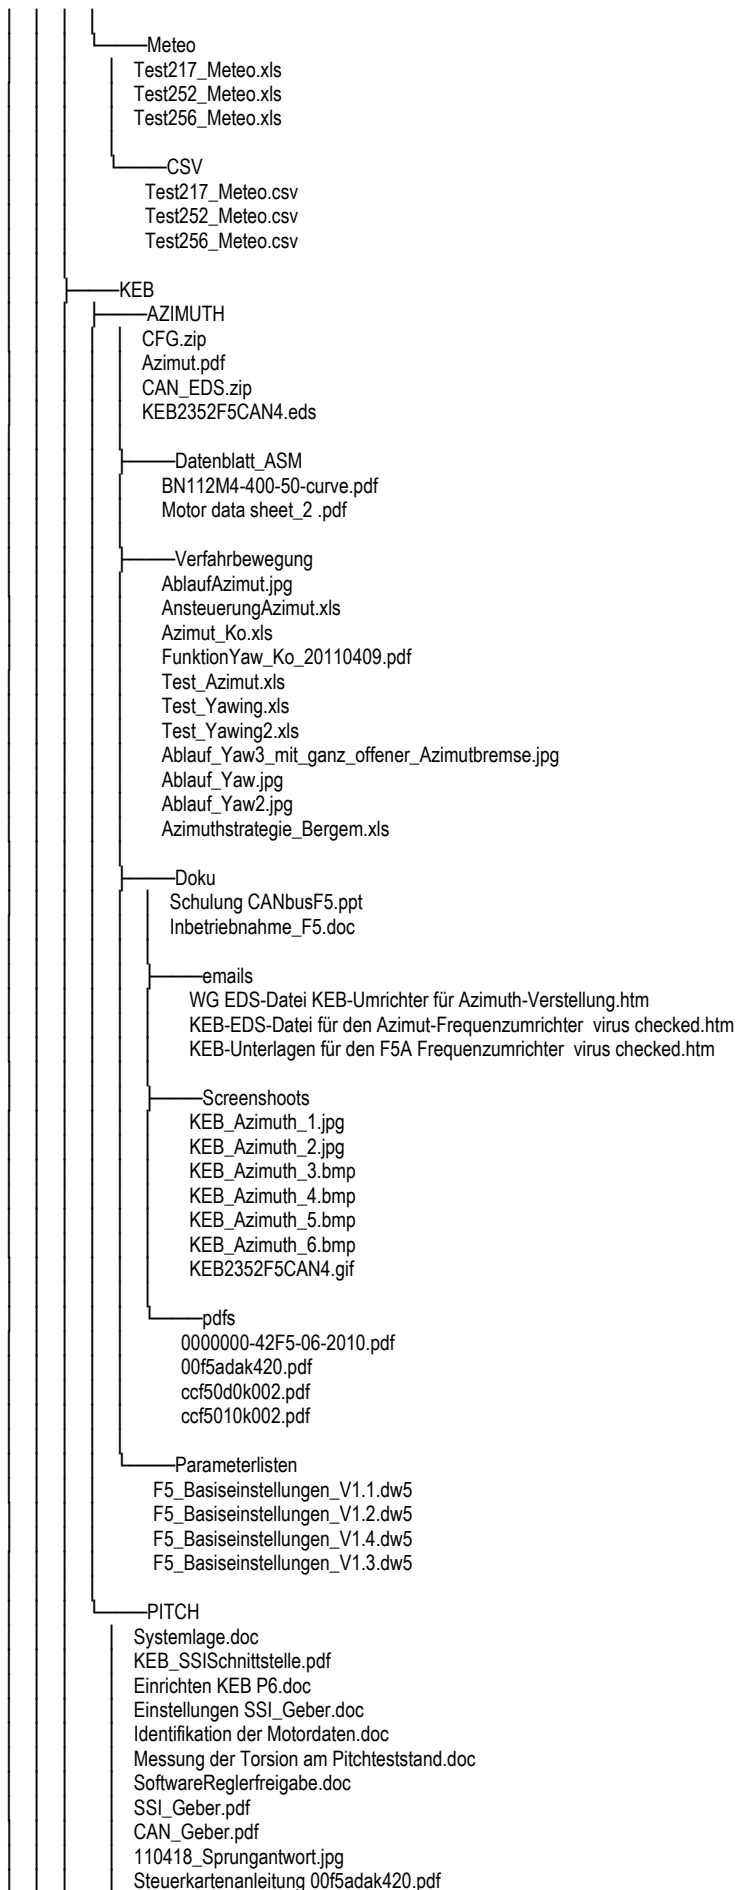 Meteo
Test217_Meteo.xls
Test252_Meteo.xls
Test256_Meteo.xls
CSV
Test217_Meteo.csv
Test252_Meteo.csv
Test256_Meteo.csv
KEB
AZIMUTH
CFG.zip
Azimut.pdf
CAN_EDS.zip
KEB2352F5CAN4.eds
Datenblatt_ASM
BN112M4-400-50-curve.pdf
Motor data sheet_2 .pdf
Verfahrbewegung
AblaufAzimut.jpg
AnsteuerungAzimut.xls
Azimut_Ko.xls
FunktionYaw_Ko_20110409.pdf
Test_Azimut.xls
Test_Yawing.xls
Test_Yawing2.xls
Ablauf_Yaw3_mit_ganz_offener_Azimutbremse.jpg
Ablauf_Yaw.jpg
Ablauf_Yaw2.jpg
Azimuthstrategie_Bergem.xls
Doku
Schulung CANbusF5.ppt
Inbetriebnahme_F5.doc
emails
WG EDS-Datei KEB-Umrichter für Azimuth-Verstellung.htm
KEB-EDS-Datei für den Azimut-Frequenzumrichter  virus checked.htm
KEB-Unterlagen für den F5A Frequenzumrichter  virus checked.htm
Screenshoots
KEB_Azimuth_1.jpg
KEB_Azimuth_2.jpg
KEB_Azimuth_3.bmp
KEB_Azimuth_4.bmp
KEB_Azimuth_5.bmp
KEB_Azimuth_6.bmp
KEB2352F5CAN4.gif
pdfs
0000000-42F5-06-2010.pdf
00f5adak420.pdf
ccf50d0k002.pdf
ccf5010k002.pdf
Parameterlisten
F5_Basiseinstellungen_V1.1.dw5
F5_Basiseinstellungen_V1.2.dw5
F5_Basiseinstellungen_V1.4.dw5
F5_Basiseinstellungen_V1.3.dw5
PITCH
Systemlage.doc
KEB_SSISchnittstelle.pdf
Einrichten KEB P6.doc
Einstellungen SSI_Geber.doc
Identifikation der Motordaten.doc
Messung der Torsion am Pitchteststand.doc
SoftwareReglerfreigabe.doc
SSI_Geber.pdf
CAN_Geber.pdf
110418_Sprungantwort.jpg
Steuerkartenanleitung 00f5adak420.pdf